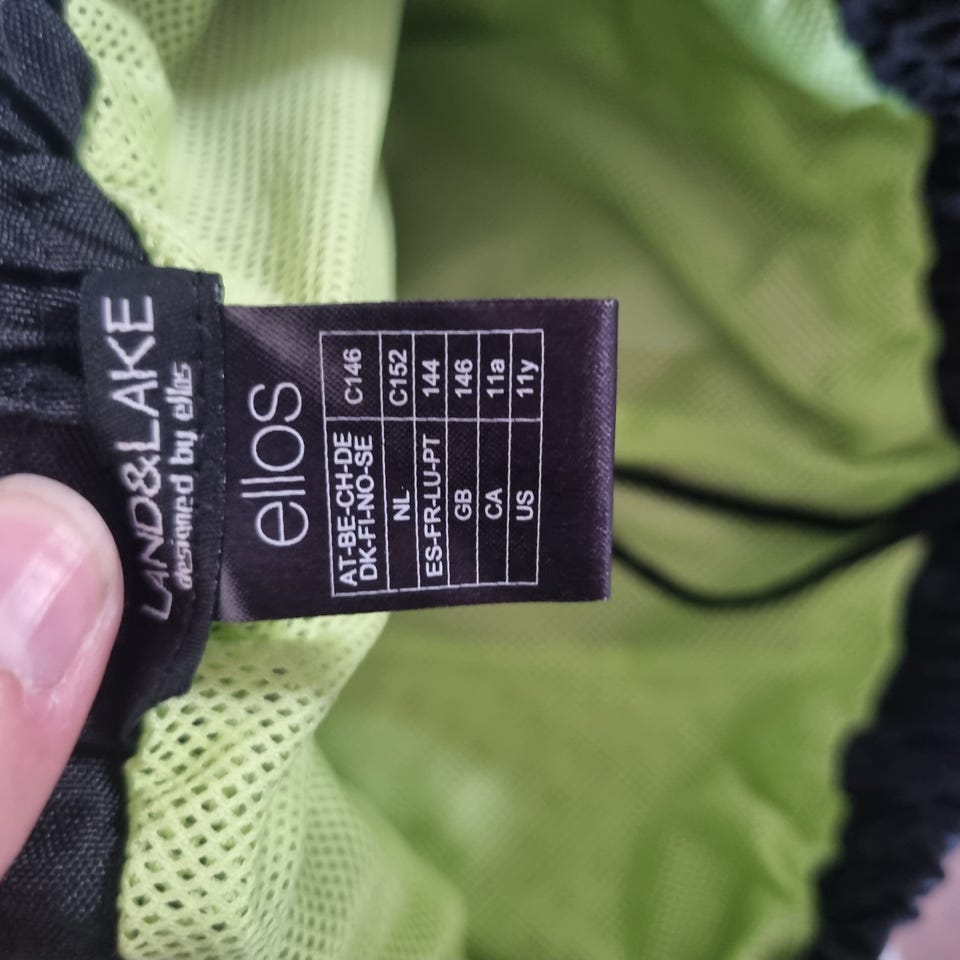 LAND&LAKE
designed by ellos
ellos
AT-BE-CH-DE
DK-FI-NO-SE C146
NL C152
ES-FR-LU-PT 144
GB 146
CA 11a
US 11y